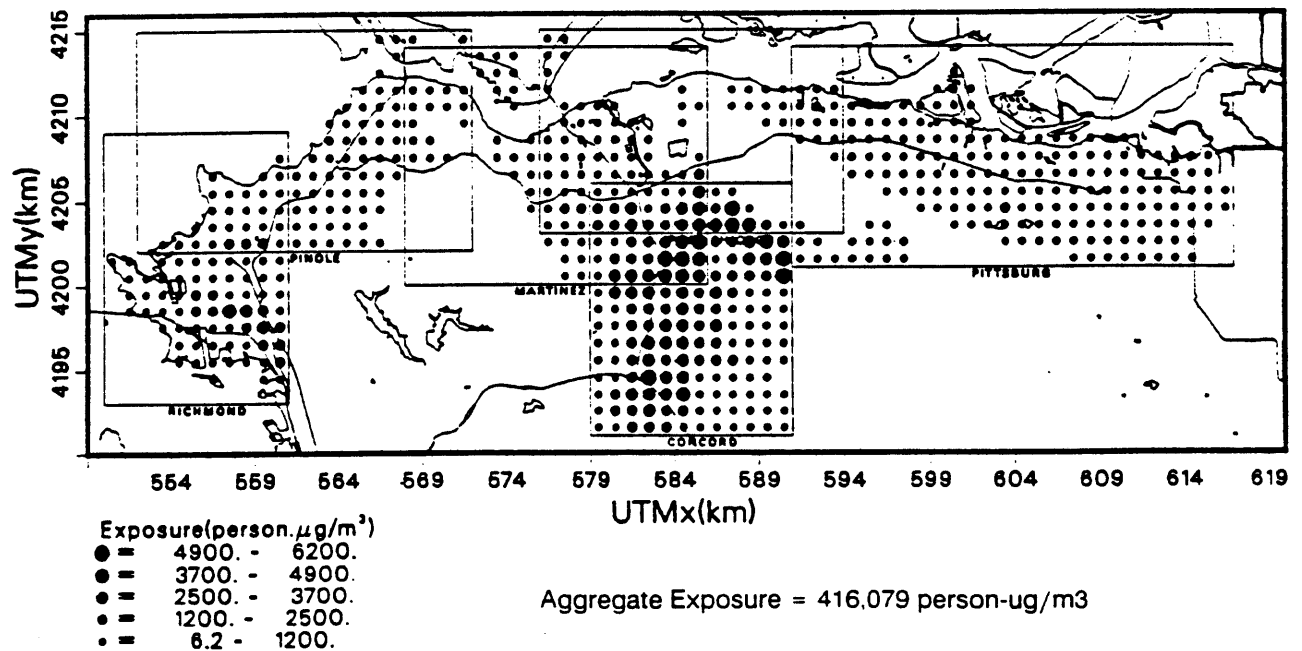 4215
4210
4205
4200
4195
UTMy(km)
PINOLE
MARTINEZ
PITTSBURG
RICHMOND
CONCORD
554 559 564 569 574 579 584 589 594 599 604 609 614 619
UTMx(km)
Exposure(person.μg/m³)
= 4900. - 6200.
= 3700. - 4900.
= 2500. - 3700.
= 1200. - 2500.
= 6.2 - 1200.
Aggregate Exposure = 416,079 person-ug/m3